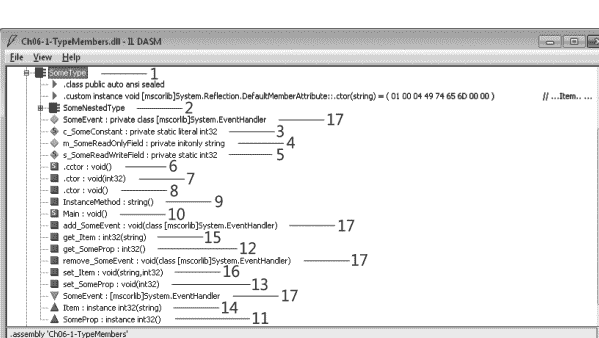 Ch06-1-TypeMembers.dll - IL DASM
File View Help
SomeType 1
.class public auto ansi sealed
.custom instance void [mscorlib]System.Reflection.DefaultMemberAttribute::.ctor(string) = ( 01 00 04 49 74 65 6D 00 00 ) // ...Item.. ...
SomeNestedType 2
SomeEvent : private class [mscorlib]System.EventHandler 17
c_SomeConstant : private static literal int32 3
m_SomeReadOnlyField : private initonly string 4
s_SomeReadWriteField : private static int32 5
.cctor : void() 6
.ctor : void(int32) 7
.ctor : void() 8
InstanceMethod : string() 9
Main : void() 10
add_SomeEvent : void(class [mscorlib]System.EventHandler) 17
get_Item : int32(string) 15
get_SomeProp : int32() 12
remove_SomeEvent : void(class [mscorlib]System.EventHandler) 17
set_Item : void(string,int32) 16
set_SomeProp : void(int32) 13
SomeEvent : [mscorlib]System.EventHandler 17
Item : instance int32(string) 14
SomeProp : instance int32() 11
.assembly 'Ch06-1-TypeMembers'